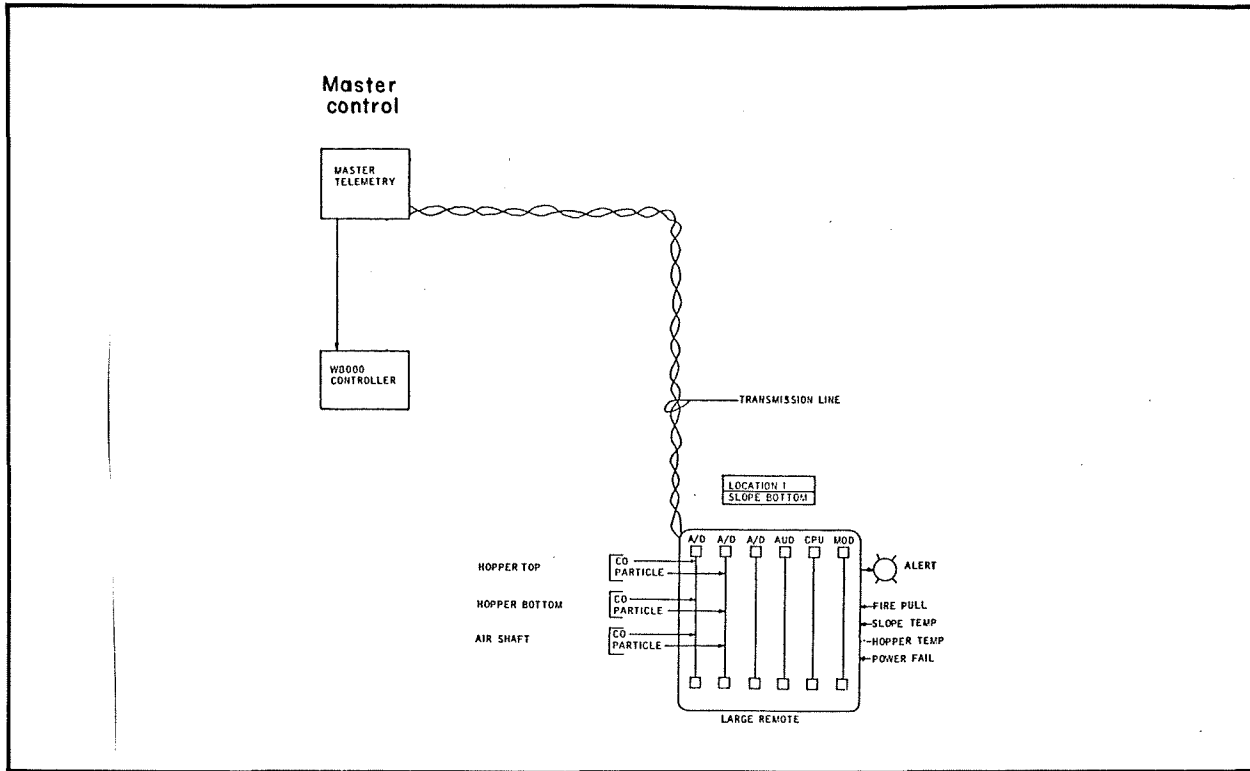 Master
control
MASTER
TELEMETRY
W8000
CONTROLLER
TRANSMISSION LINE
LOCATION 1
SLOPE BOTTOM
A/D A/D A/D AUD CPU MOD
HOPPER TOP
CO
PARTICLE
ALERT
HOPPER BOTTOM
CO
PARTICLE
FIRE PULL
SLOPE TEMP
AIR SHAFT
CO
PARTICLE
HOPPER TEMP
POWER FAIL
LARGE REMOTE